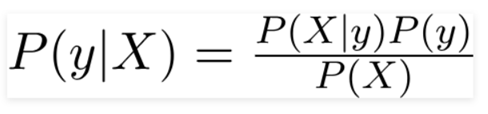 P(y|X) = P(X|y)P(y) / P(X)